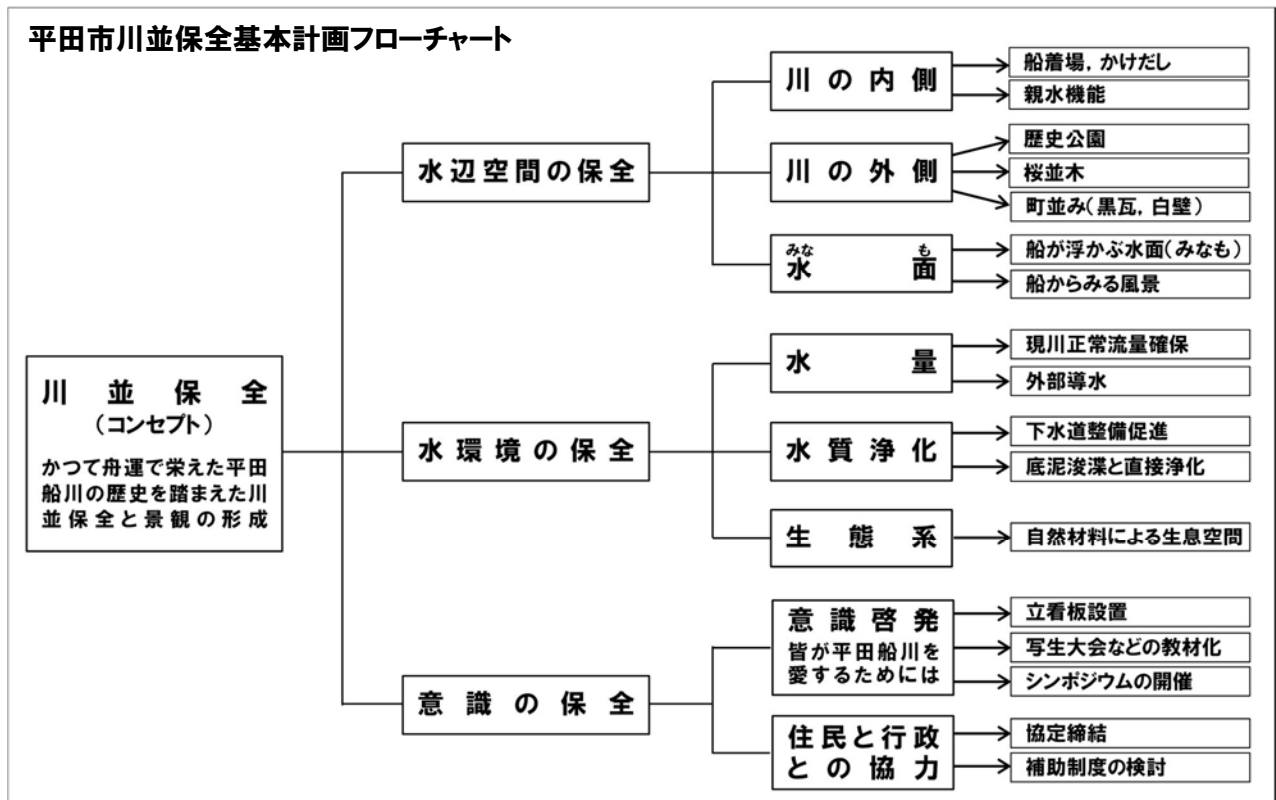 平田市川並保全基本計画フローチャート
川並保全
(コンセプト)
かつて舟運で栄えた平田
船川の歴史を踏まえた川
並保全と景観の形成
水辺空間の保全
川の内側
船着場，かけだし
親水機能
川の外側
歴史公園
桜並木
町並み(黒瓦，白壁)
みなも
水面
船が浮かぶ水面(みなも)
船からみる風景
水環境の保全
水量
現川正常流量確保
外部導水
水質浄化
下水道整備促進
底泥浚渫と直接浄化
生態系
自然材料による生息空間
意識の保全
意識啓発
皆が平田船川を
愛するためには
立看板設置
写生大会などの教材化
シンポジウムの開催
住民と行政
との協力
協定締結
補助制度の検討